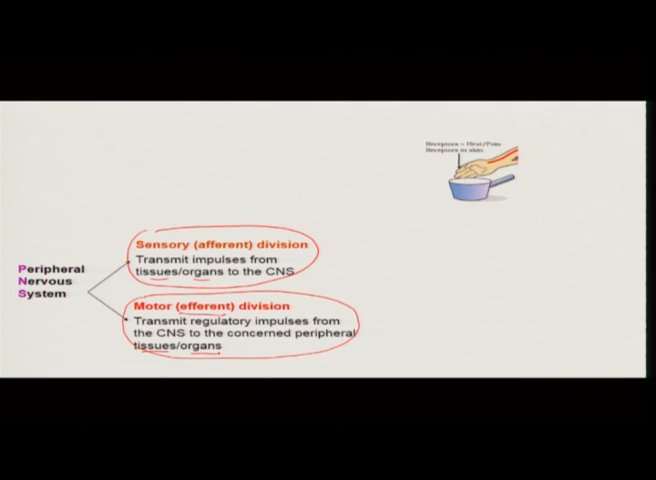 Receptors = Heat/Pain
Receptors in skin
Sensory (afferent) division
Transmit impulses from
tissues/organs to the CNS
Peripheral
Nervous
System
Motor (efferent) division
Transmit regulatory impulses from
the CNS to the concerned peripheral
tissues/organs